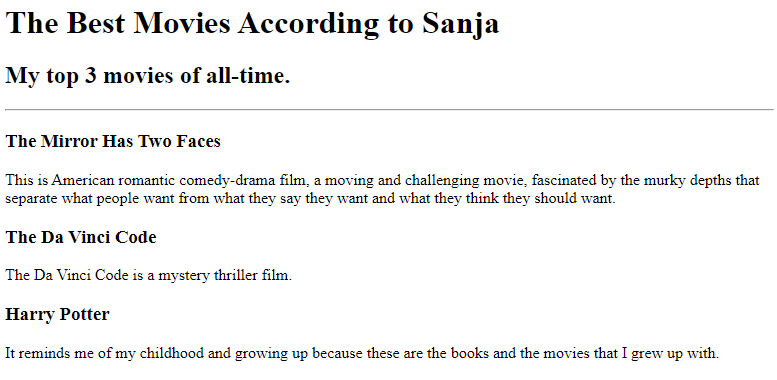 The Best Movies According to Sanja
My top 3 movies of all-time.
The Mirror Has Two Faces
This is American romantic comedy-drama film, a moving and challenging movie, fascinated by the murky depths that
separate what people want from what they say they want and what they think they should want.
The Da Vinci Code
The Da Vinci Code is a mystery thriller film.
Harry Potter
It reminds me of my childhood and growing up because these are the books and the movies that I grew up with.